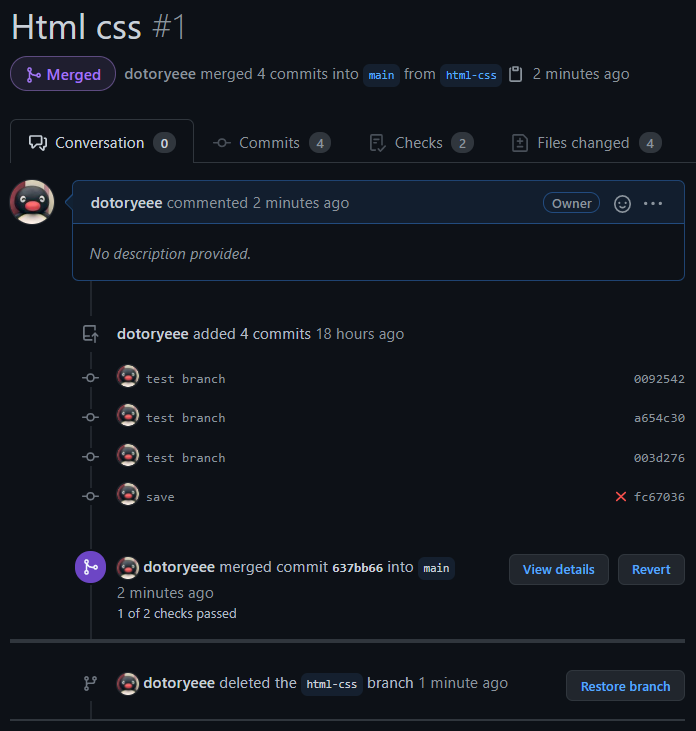 Html css #1
Merged dotoryeee merged 4 commits into main from html-css 2 minutes ago
Conversation 0 Commits 4 Checks 2 Files changed 4
dotoryeee commented 2 minutes ago Owner
No description provided.
dotoryeee added 4 commits 18 hours ago
test branch 0092542
test branch a654c30
test branch 003d276
save fc67036
dotoryeee merged commit 637bb66 into main View details Revert
2 minutes ago
1 of 2 checks passed
dotoryeee deleted the html-css branch 1 minute ago Restore branch